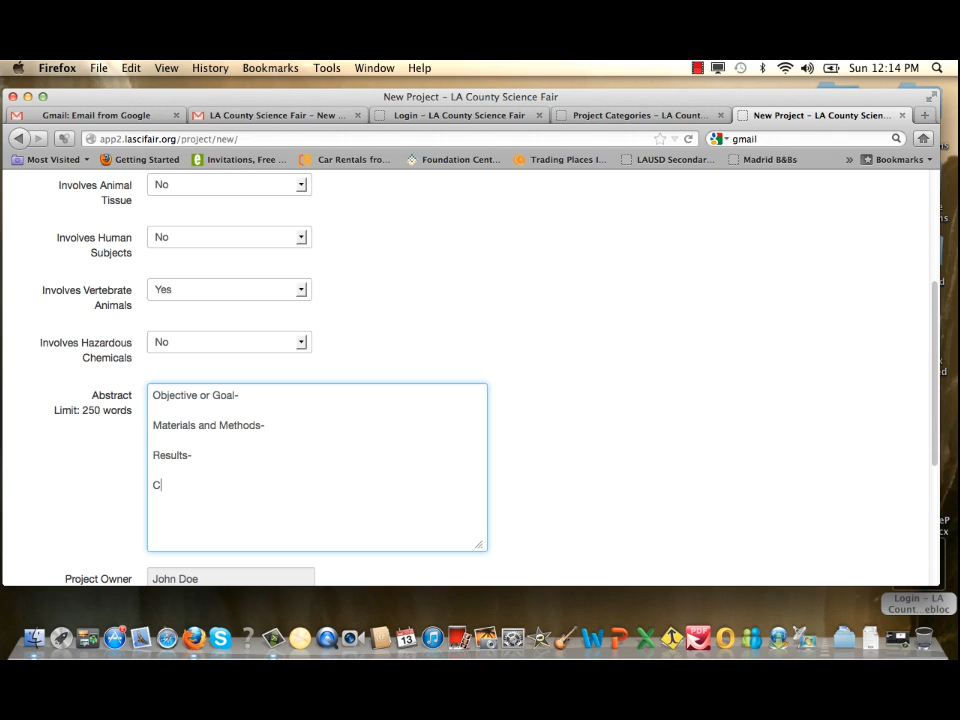 Firefox File Edit View History Bookmarks Tools Window Help Sun 12:14 PM
New Project – LA County Science Fair
Gmail: Email from Google LA County Science Fair – New ... Login – LA County Science Fair Project Categories – LA Count... New Project – LA County Scien...
app2.lascifair.org/project/new/ gmail
Most Visited Getting Started Invitations, Free ... Car Rentals fro... Foundation Cent... Trading Places I... LAUSD Secondar... Madrid B&Bs » Bookmarks
Involves Animal No
Tissue
Involves Human No
Subjects
Involves Vertebrate Yes
Animals
Involves Hazardous No
Chemicals
Abstract Objective or Goal-
Limit: 250 words
Materials and Methods-
Results-
C
Project Owner John Doe
Login – LA
Count...ebloc